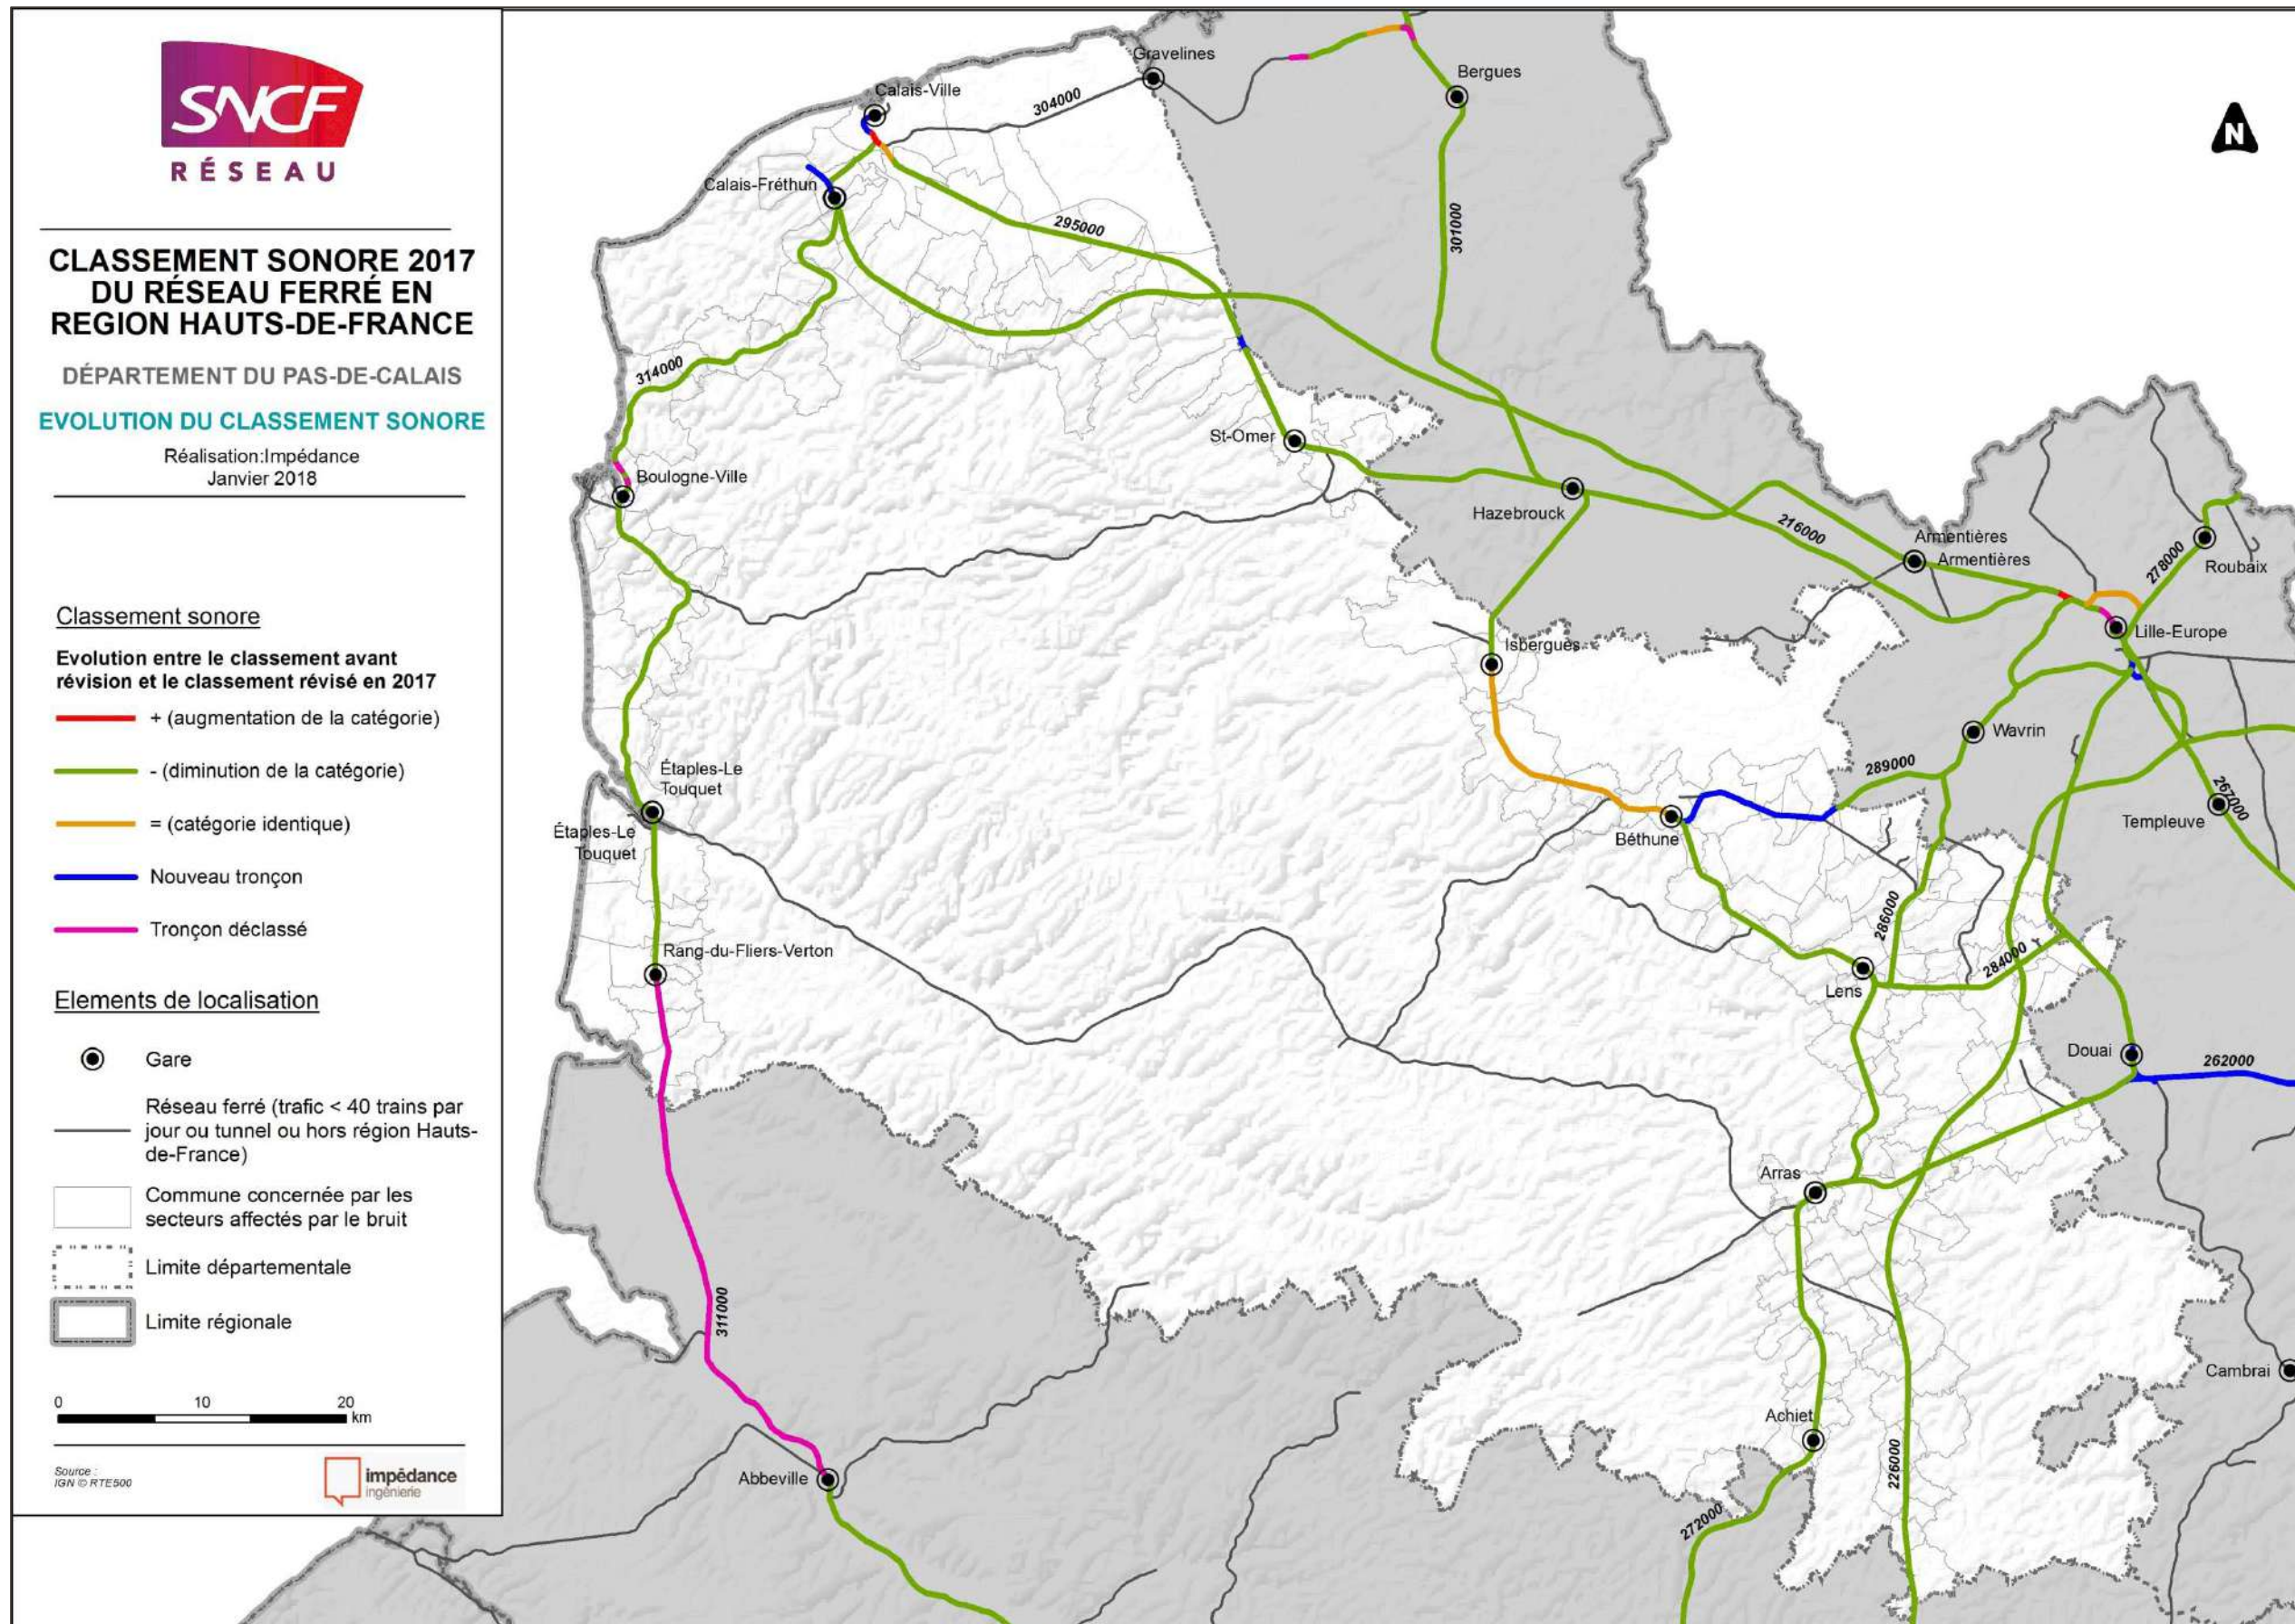 SNCF
RÉSEAU
CLASSEMENT SONORE 2017
DU RÉSEAU FERRÉ EN
REGION HAUTS-DE-FRANCE
DÉPARTEMENT DU PAS-DE-CALAIS
EVOLUTION DU CLASSEMENT SONORE
Réalisation:Impédance
Janvier 2018
Classement sonore
Evolution entre le classement avant
révision et le classement révisé en 2017
+ (augmentation de la catégorie)
- (diminution de la catégorie)
= (catégorie identique)
Nouveau tronçon
Tronçon déclassé
Elements de localisation
Gare
Réseau ferré (trafic < 40 trains par
jour ou tunnel ou hors région Hauts-
de-France)
Commune concernée par les
secteurs affectés par le bruit
Limite départementale
Limite régionale
0 10 20
km
Source :
IGN © RTE500
impédance
ingénierie
N
Gravelines
Bergues
Calais-Ville
304000
Calais-Fréthun
295000
301000
314000
St-Omer
Boulogne-Ville
Hazebrouck
216000
Armentières
Armentières
278000
Roubaix
Lille-Europe
Isbergues
Wavrin
289000
267000
Templeuve
Étaples-Le
Touquet
Étaples-Le
Touquet
Béthune
286000
Rang-du-Fliers-Verton
284000
Lens
Douai
262000
Arras
311000
Cambrai
Achiet
Abbeville
226000
272000